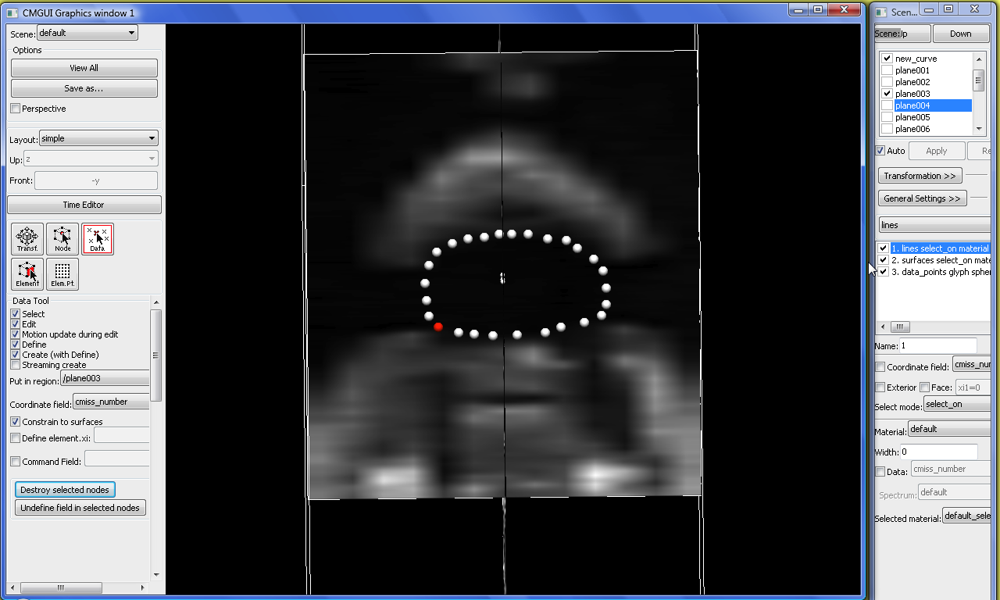 CMGUI Graphics window 1
Scene: default
Options
View All
Save as...
Perspective
Layout: simple
Up: z
Front: -y
Time Editor
Transf. Node Data
Element Elem.Pt.
Data Tool
Select
Edit
Motion update during edit
Define
Create (with Define)
Streaming create
Put in region: /plane003
Coordinate field: cmiss_number
Constrain to surfaces
Define element.xi:
Command Field:
Destroy selected nodes
Undefine field in selected nodes
Scen...
Scene: Up Down
new_curve
plane001
plane002
plane003
plane004
plane005
plane006
Auto Apply Re
Transformation >>
General Settings >>
lines
1. lines select_on material
2. surfaces select_on mate
3. data_points glyph sphe
Name: 1
Coordinate field: cmiss_nu
Exterior Face: xi1=0
Select mode: select_on
Material: default
Width: 0
Data: cmiss_number
Spectrum: default
Selected material: default_sele